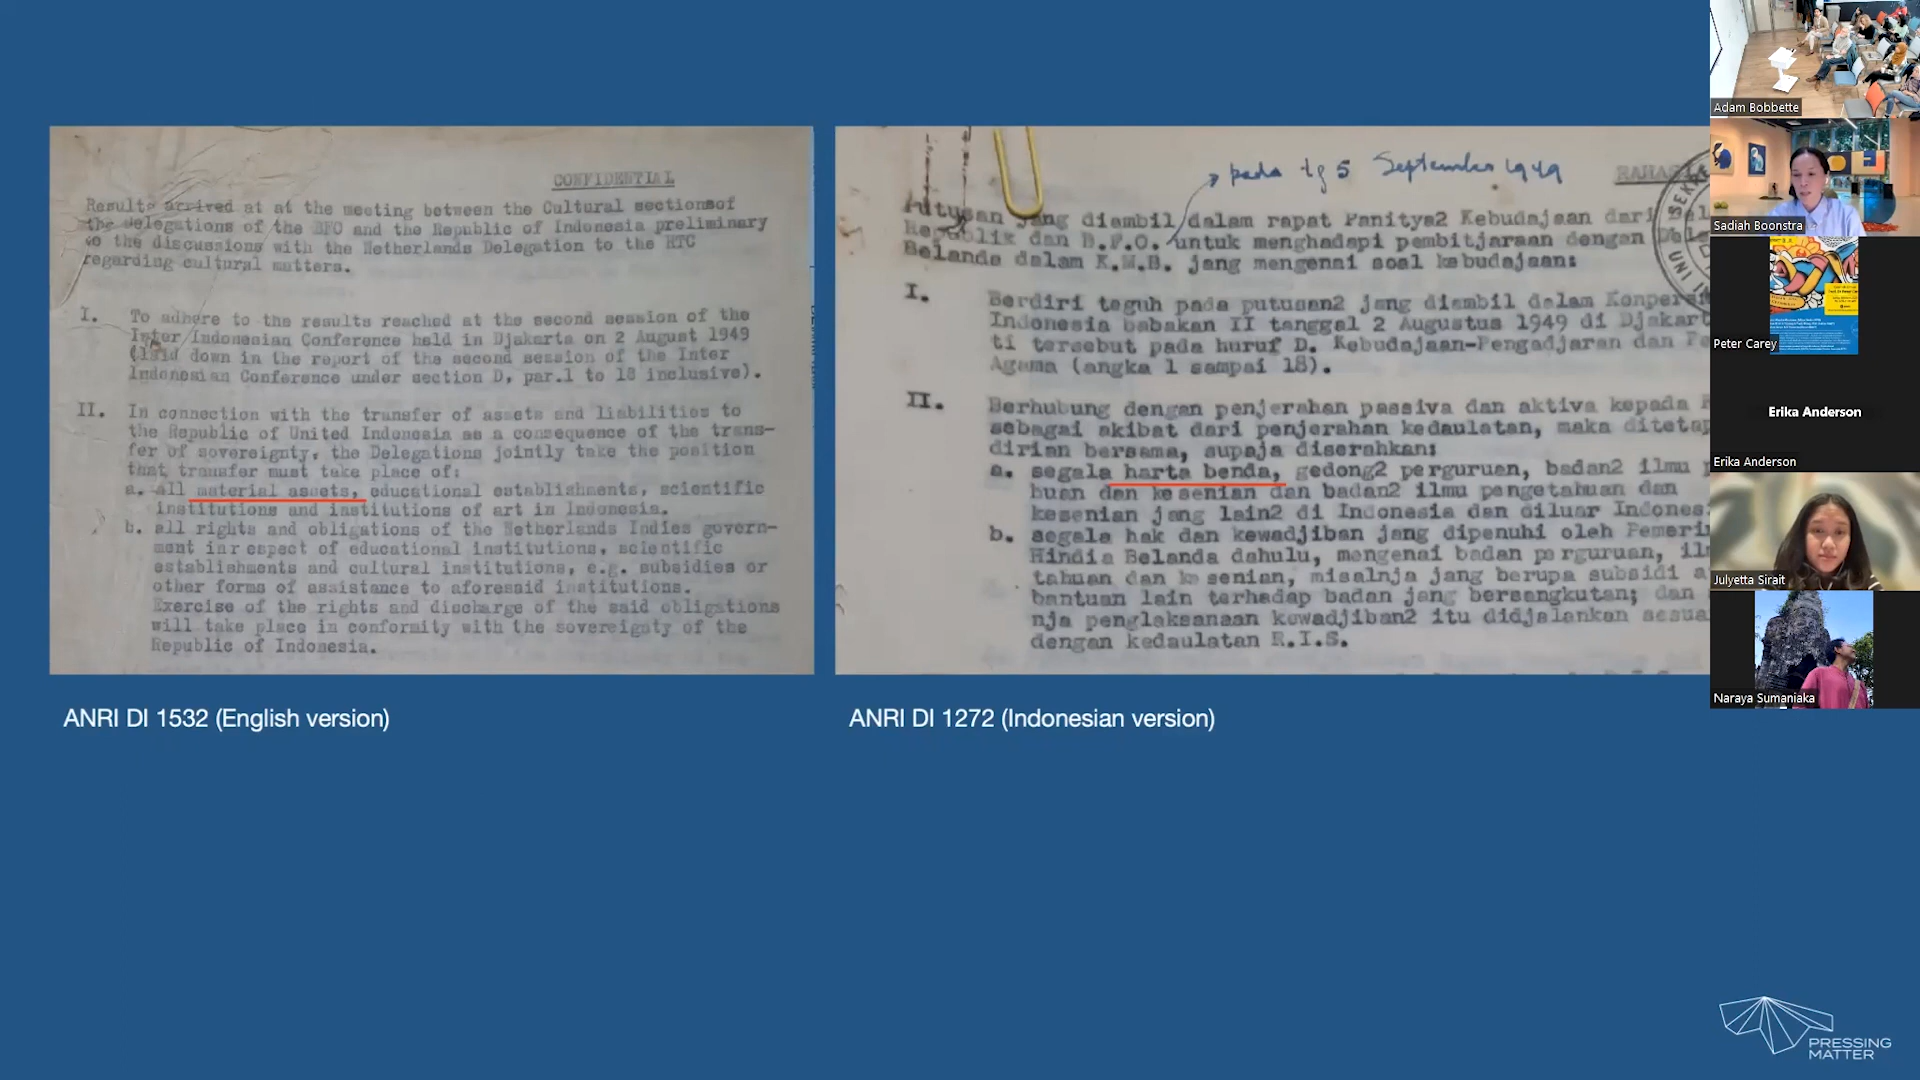 CONFIDENTIAL
Results arrived at at the meeting between the Cultural sectionsof
the delegations of the BFO and the Republic of Indonesia preliminary
to the discussions with the Netherlands Delegation to the RTC
regarding cultural matters.
I. To adhere to the results reached at the second session of the
Inter Indonesian Conference held in Djakarta on 2 August 1949
(laid down in the report of the second session of the Inter
Indonesian Conference under section D, par.1 to 18 inclusive).
II. In connection with the transfer of assets and liabilities to
the Republic of United Indonesia as a consequence of the trans-
fer of sovereignty, the Delegations jointly take the position
that transfer must take place of:
a. all material assets, educational establishments, scientific
institutions and institutions of art in Indonesia.
b. all rights and obligations of the Netherlands Indies govern-
ment inr espect of educational institutions, scientific
establishments and cultural institutions, e.g. subsidies or
other forms of assistance to aforesaid institutions.
Exercise of the rights and discharge of the said obligations
will take place in conformity with the sovereignty of the
Republic of Indonesia.
ANRI DI 1532 (English version)
pada tg 5 September 1949
Putusan jang diambil dalam rapat Panitya2 Kebudajaan dari
Republik dan B.F.O. untuk menghadapi pembitjaraan dengan
Belanda dalam K.M.B. jang mengenai soal kebudajaan:
I. Berdiri teguh pada putusan2 jang diambil dalam
Indonesia babakan II tanggal 2 Augustus 1949 di
ti tersebut pada huruf D. Kebudajaan-Pengadjaran dan
Agama (angka 1 sampai 18).
II. Berhubung dengan penjerahan passiva dan aktiva kepada
sebagai akibat dari penjerahan kedaulatan, maka
dirian bersama, supaja diserahkan:
a. segala harta benda, gedong2 perguruan, badan2 ilmu
huan dan ke senian dan badan2 ilmu pengetahuan dan
kesenian jang lain2 di Indonesia dan diluar
b. segala hak dan kewadjiban jang dipenuhi oleh
Hindia Belanda dahulu, mengenai badan perguruan,
tahuan dan ke senian, misalnja jang berupa subsidi
bantuan lain terhadap badan jang bersangkutan; dan
nja penglaksanaan kewadjiban2 itu didjalankan
dengan kedaulatan R.I.S.
ANRI DI 1272 (Indonesian version)
Adam Bobbette
Sadiah Boonstra
Peter Carey
Erika Anderson
Erika Anderson
Julyetta Sirait
Naraya Sumaniaka
PRESSING
MATTER